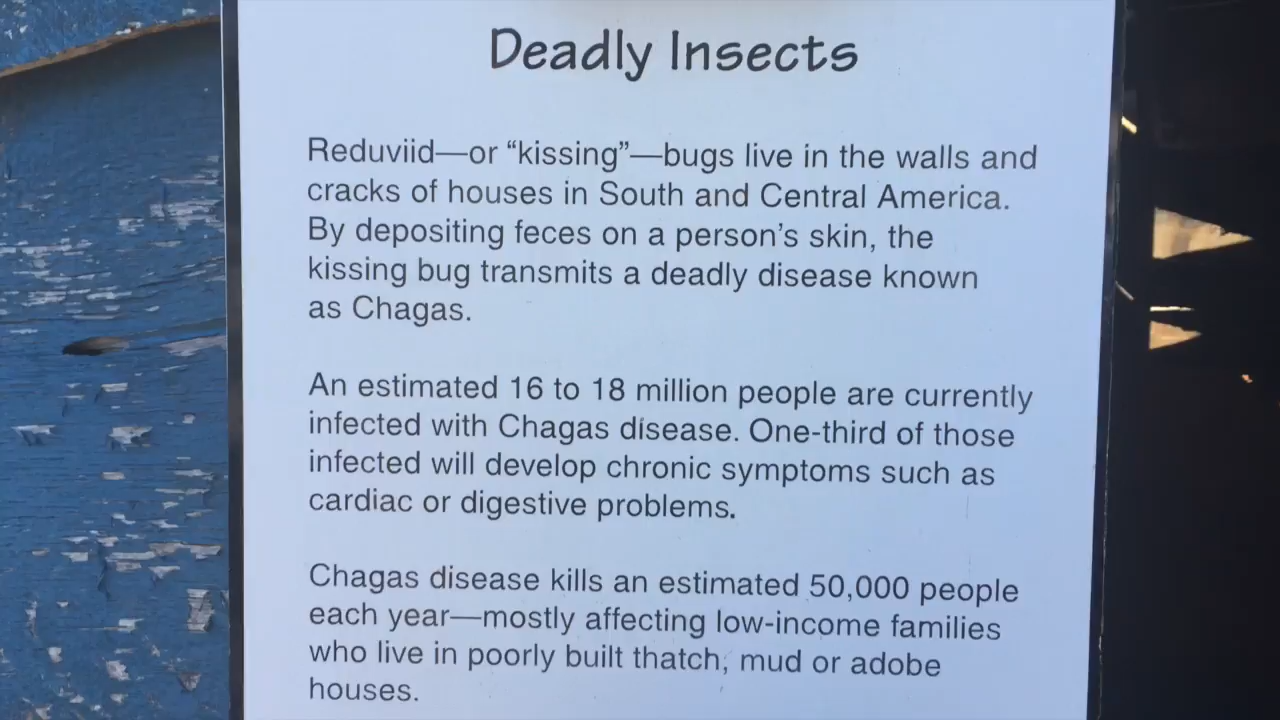 Deadly Insects
Reduviid—or “kissing”—bugs live in the walls and
cracks of houses in South and Central America.
By depositing feces on a person’s skin, the
kissing bug transmits a deadly disease known
as Chagas.
An estimated 16 to 18 million people are currently
infected with Chagas disease. One-third of those
infected will develop chronic symptoms such as
cardiac or digestive problems.
Chagas disease kills an estimated 50,000 people
each year—mostly affecting low-income families
who live in poorly built thatch, mud or adobe
houses.